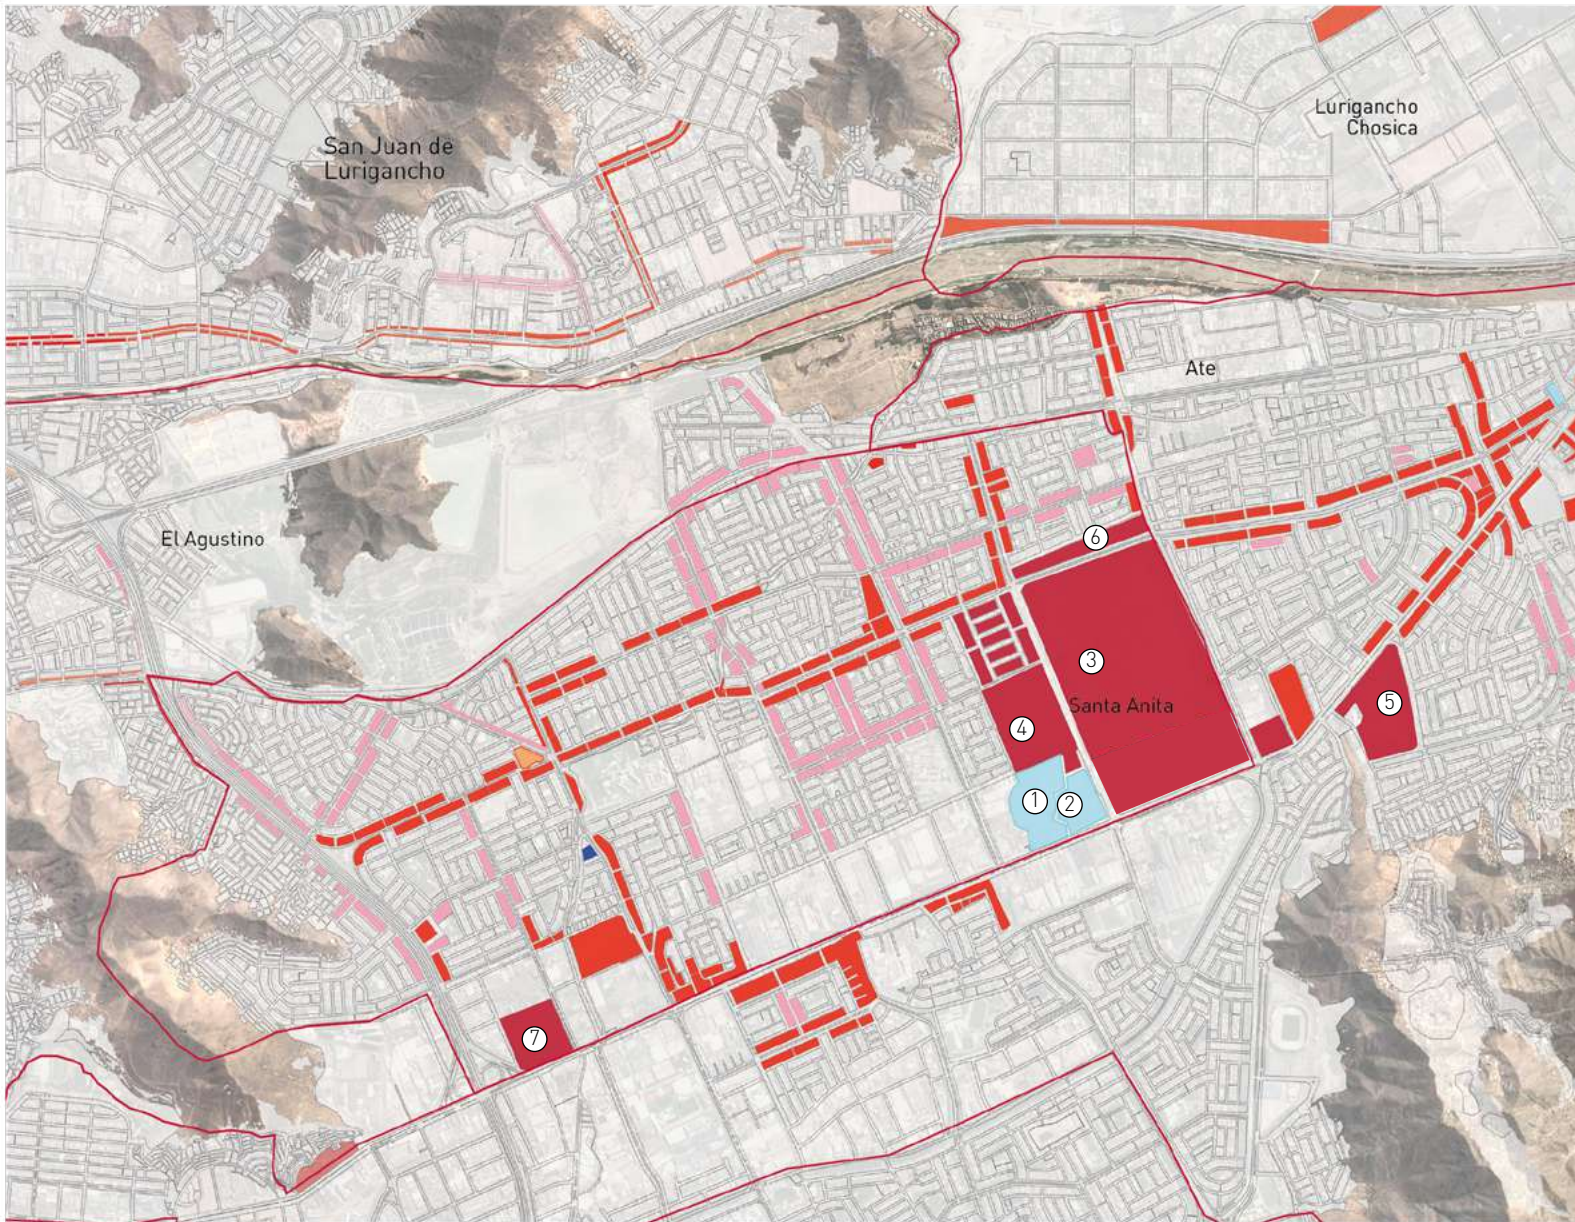 San Juan de
Lurigancho
Lurigancho
Chosica
Ate
El Agustino
6
3
Santa Anita
5
4
1
2
7